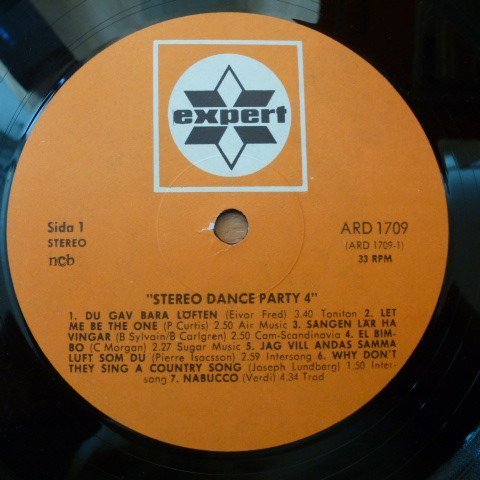 expert
Sida 1
STEREO
ncb
ARD 1709
(ARD 1709-1)
33 RPM
"STEREO DANCE PARTY 4"
1. DU GAV BARA LÖFTEN (Eivor Fred) 3.40 Toniton 2. LET
ME BE THE ONE (P Curtis) 2.50 Air Music 3. SANGEN LÄR HA
VINGAR (B Sylvain/B Carlgren) 2.50 Cam-Scandinavia 4. EL BIM-
BO (C Morgan) 2.27 Sugar Music 5. JAG VILL ANDAS SAMMA
LUFT SOM DU (Pierre Isacsson) 2.59 Intersong 6. WHY DON'T
THEY SING A COUNTRY SONG (Joseph Lundberg) 1.50 Inter-
song 7. NABUCCO (Verdi) 4.34 Trad